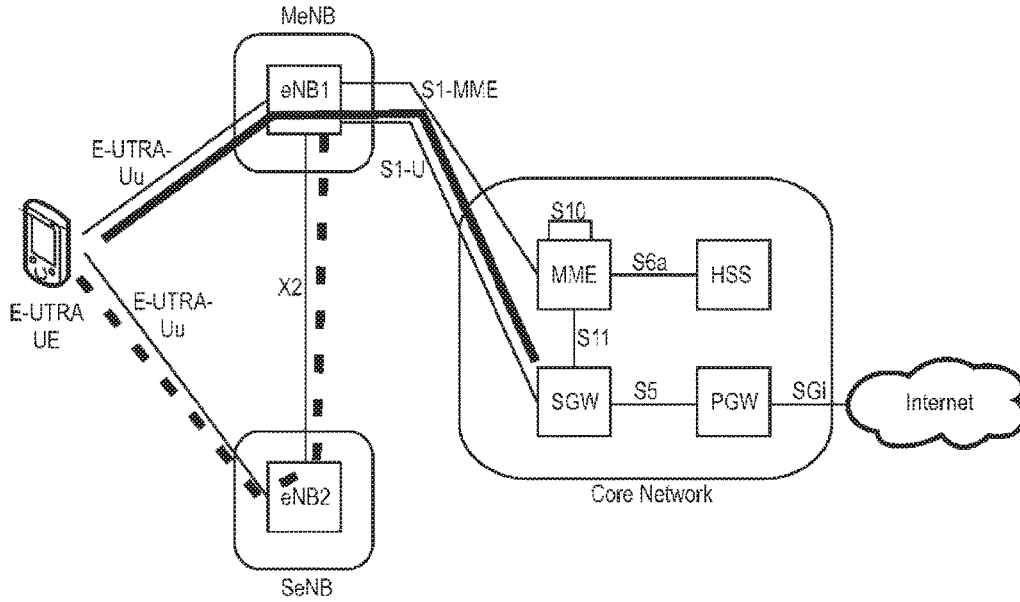 MeNB
eNB1
S1-MME
E-UTRA-
Uu
S1-U
S10
MME
S6a
HSS
E-UTRA
UE
E-UTRA-
Uu
X2
S11
SGW
S5
PGW
SGi
Internet
eNB2
Core Network
SeNB